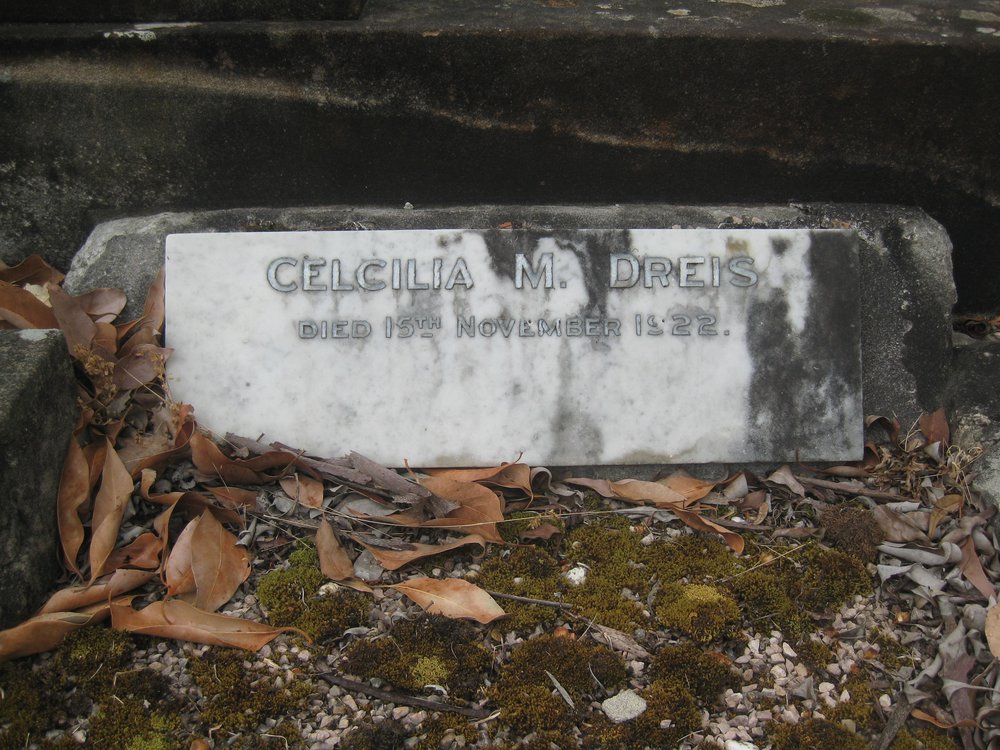 CELCILIA M. DREIS
DIED 15TH NOVEMBER 1922.